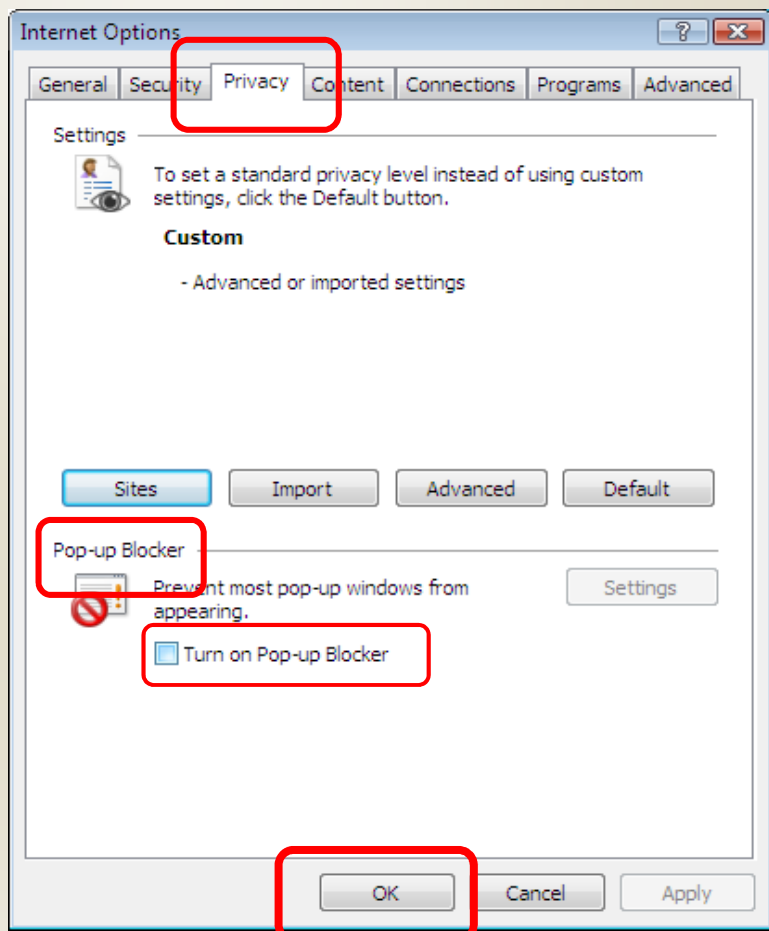 Internet Options
General Security Privacy Content Connections Programs Advanced
Settings
To set a standard privacy level instead of using custom
settings, click the Default button.
Custom
- Advanced or imported settings
Sites Import Advanced Default
Pop-up Blocker
Prevent most pop-up windows from
appearing.
Settings
Turn on Pop-up Blocker
OK Cancel Apply